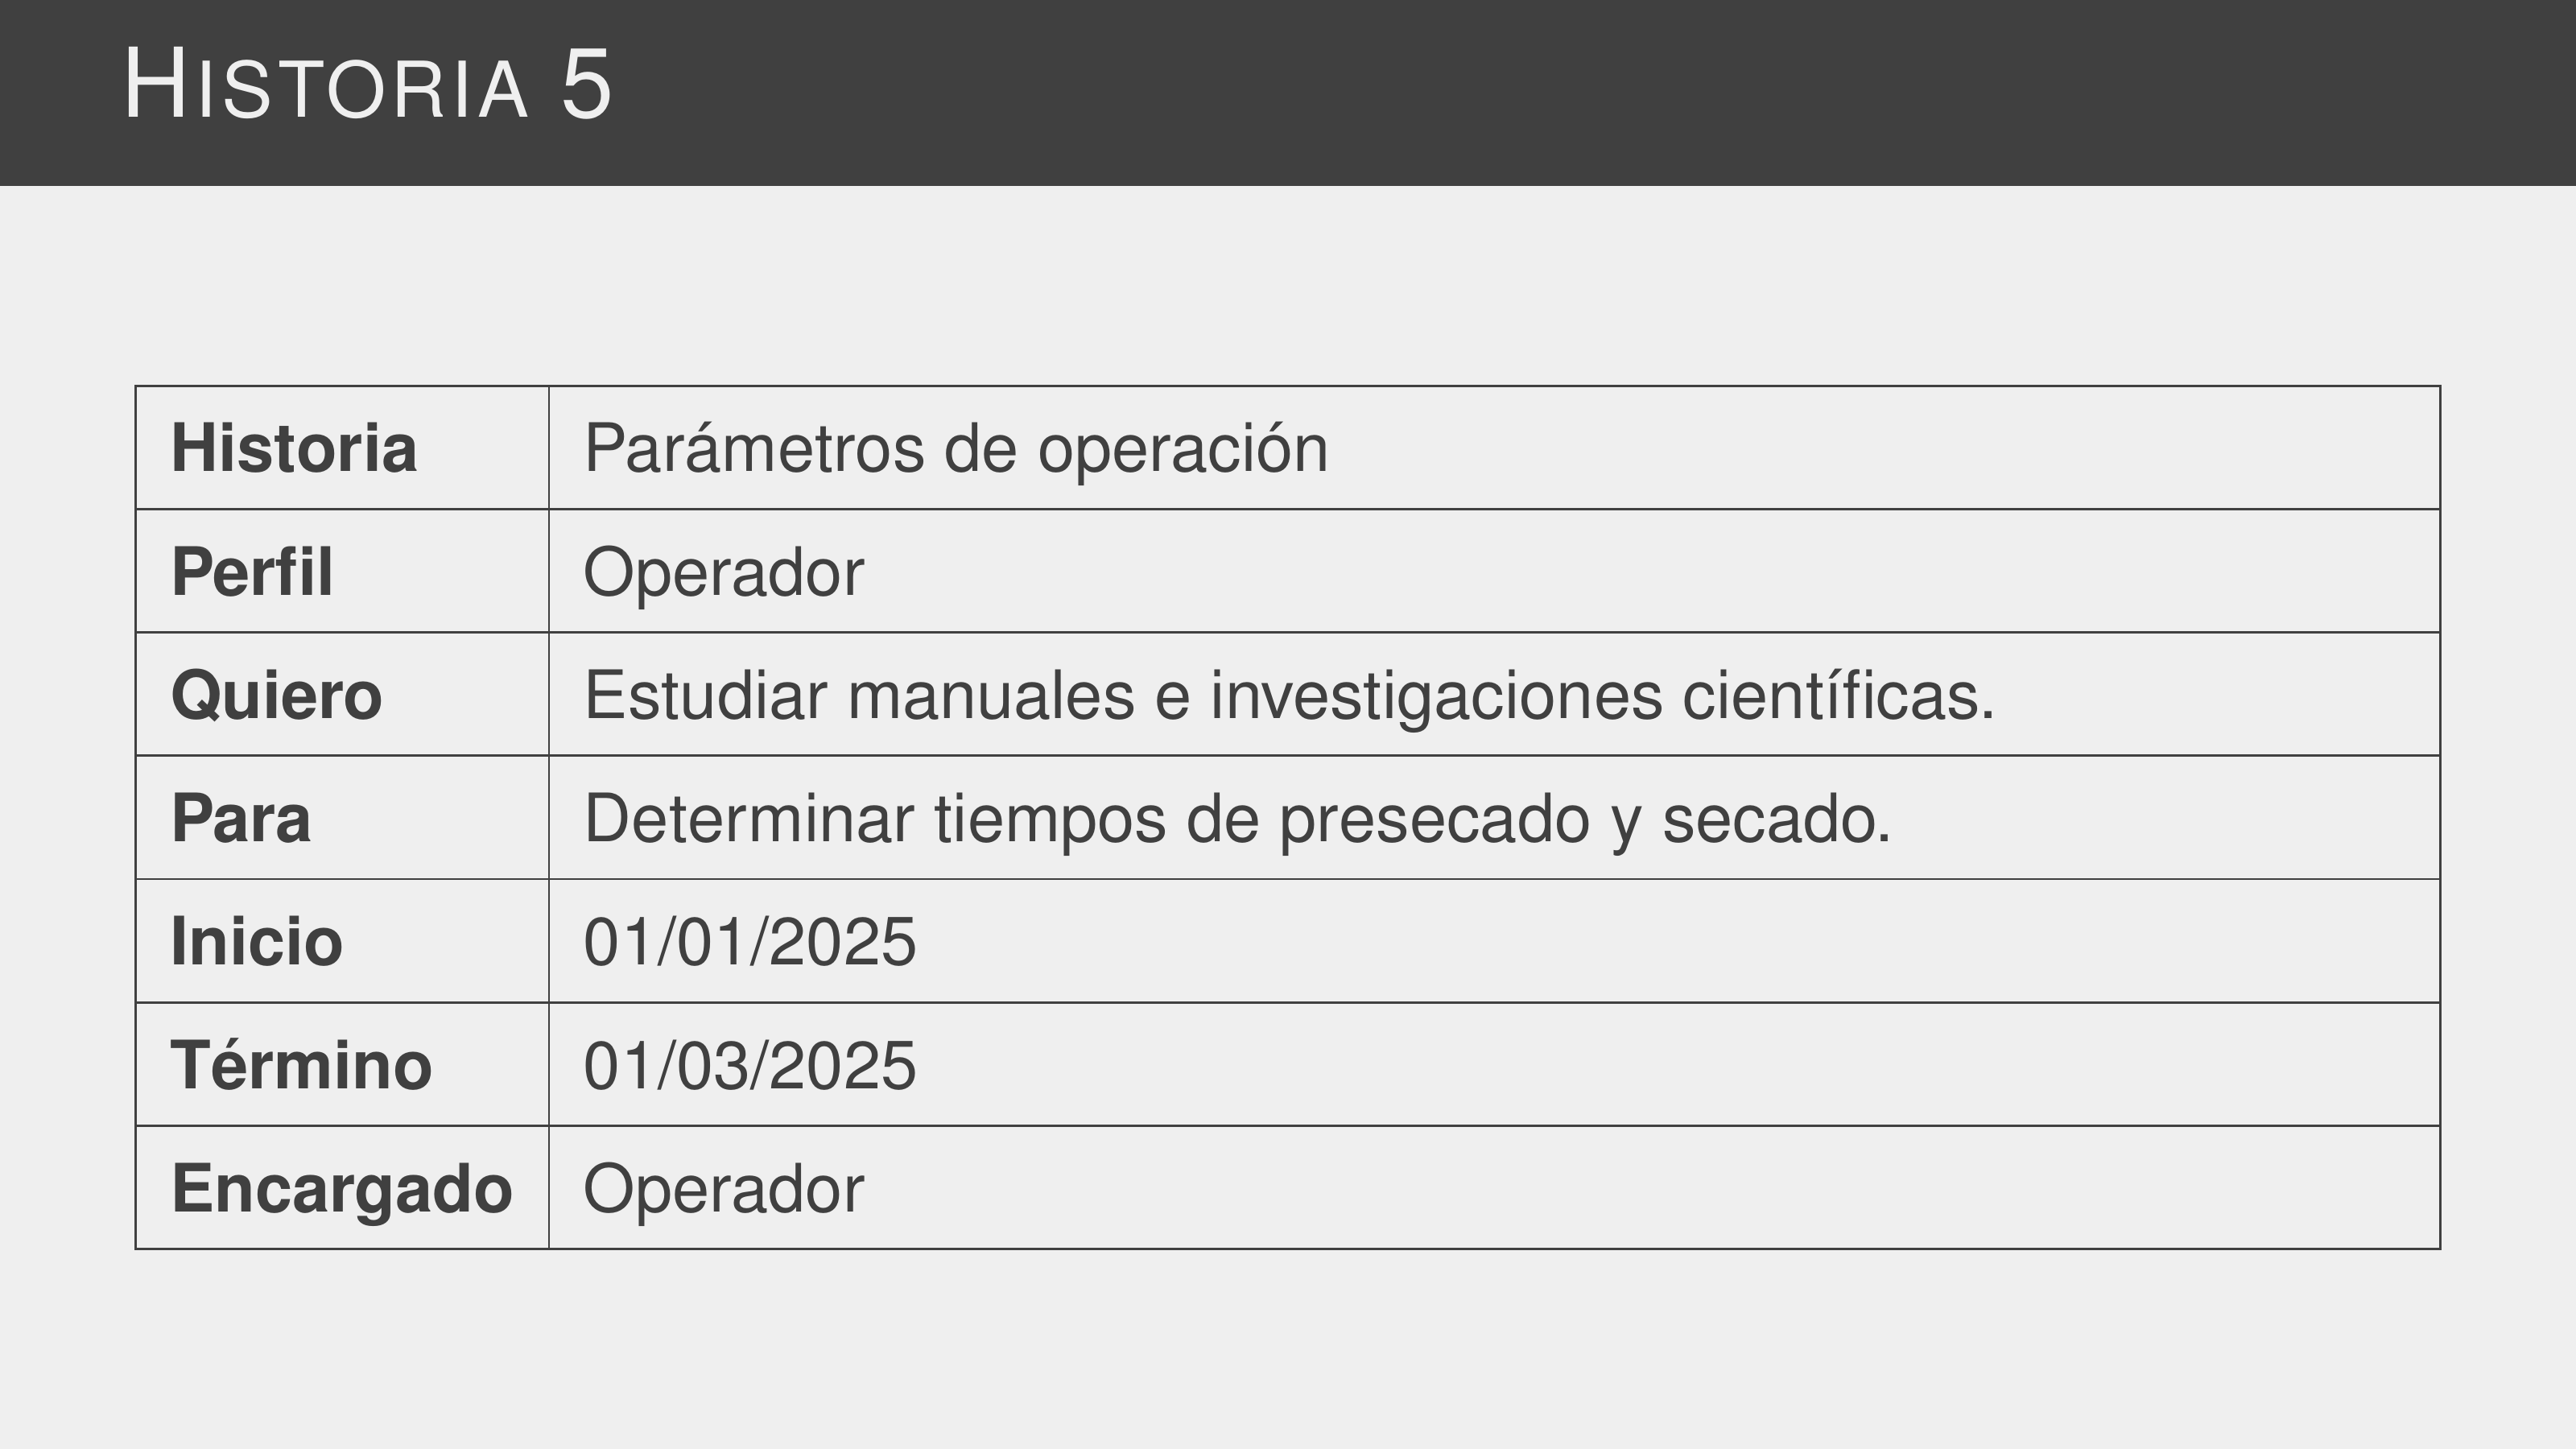 HISTORIA 5
Historia Parámetros de operación
Perfil Operador
Quiero Estudiar manuales e investigaciones científicas.
Para Determinar tiempos de presecado y secado.
Inicio 01/01/2025
Término 01/03/2025
Encargado Operador